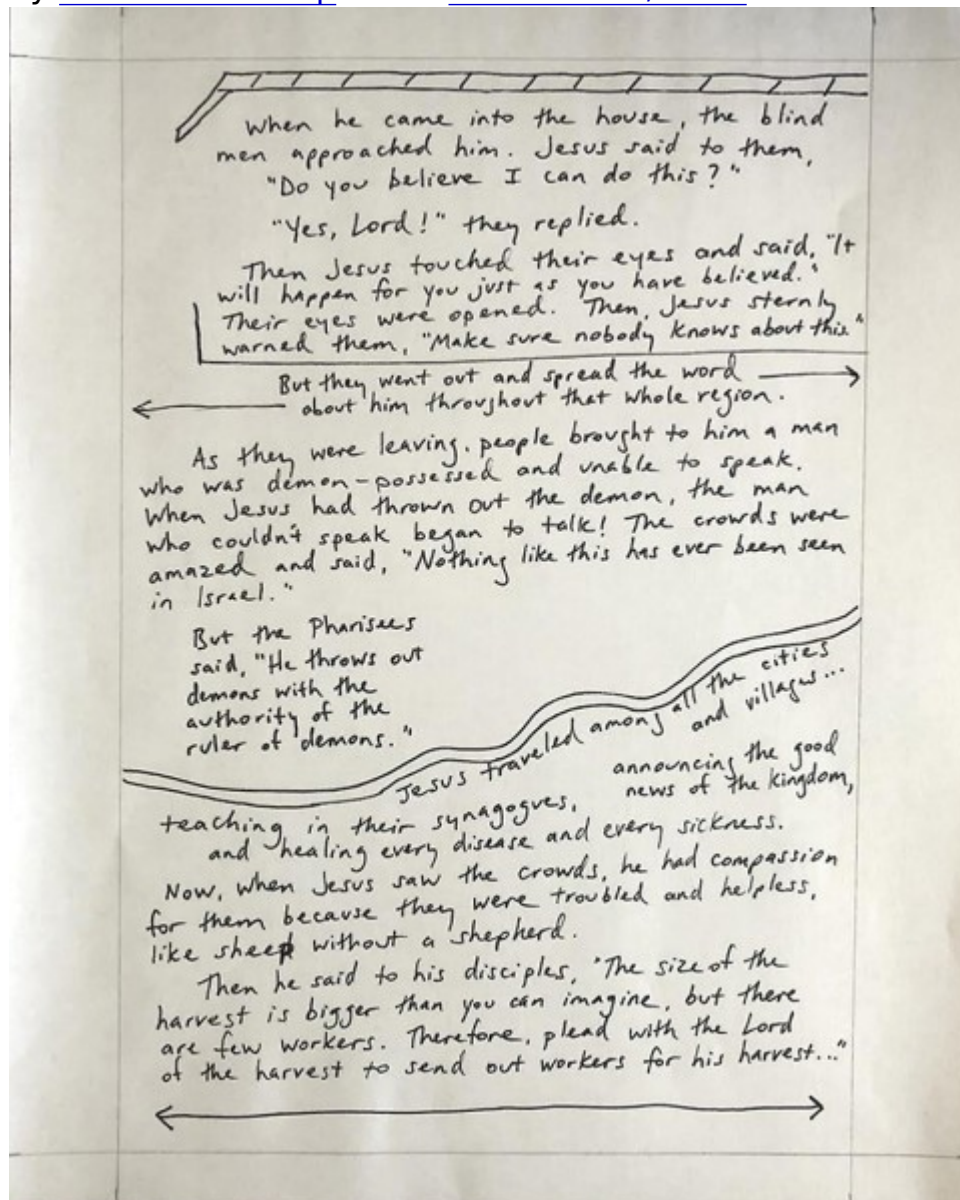 When he came into the house, the blind
men approached him. Jesus said to them,
"Do you believe I can do this?"
"Yes, Lord!" they replied.
Then Jesus touched their eyes and said, "It
will happen for you just as you have believed."
Their eyes were opened. Then, Jesus sternly
warned them, "Make sure nobody knows about this."
But they went out and spread the word
about him throughout that whole region.
As they were leaving, people brought to him a man
who was demon-possessed and unable to speak.
When Jesus had thrown out the demon, the man
who couldn't speak began to talk! The crowds were
amazed and said, "Nothing like this has ever been seen
in Israel."
But the Pharisees
said, "He throws out
demons with the
authority of the
ruler of demons."
Jesus traveled among all the cities
and villages...
teaching in their synagogues,
announcing the good
news of the kingdom,
and healing every disease and every sickness.
Now, when Jesus saw the crowds, he had compassion
for them because they were troubled and helpless,
like sheep without a shepherd.
Then he said to his disciples, "The size of the
harvest is bigger than you can imagine, but there
are few workers. Therefore, plead with the Lord
of the harvest to send out workers for his harvest..."